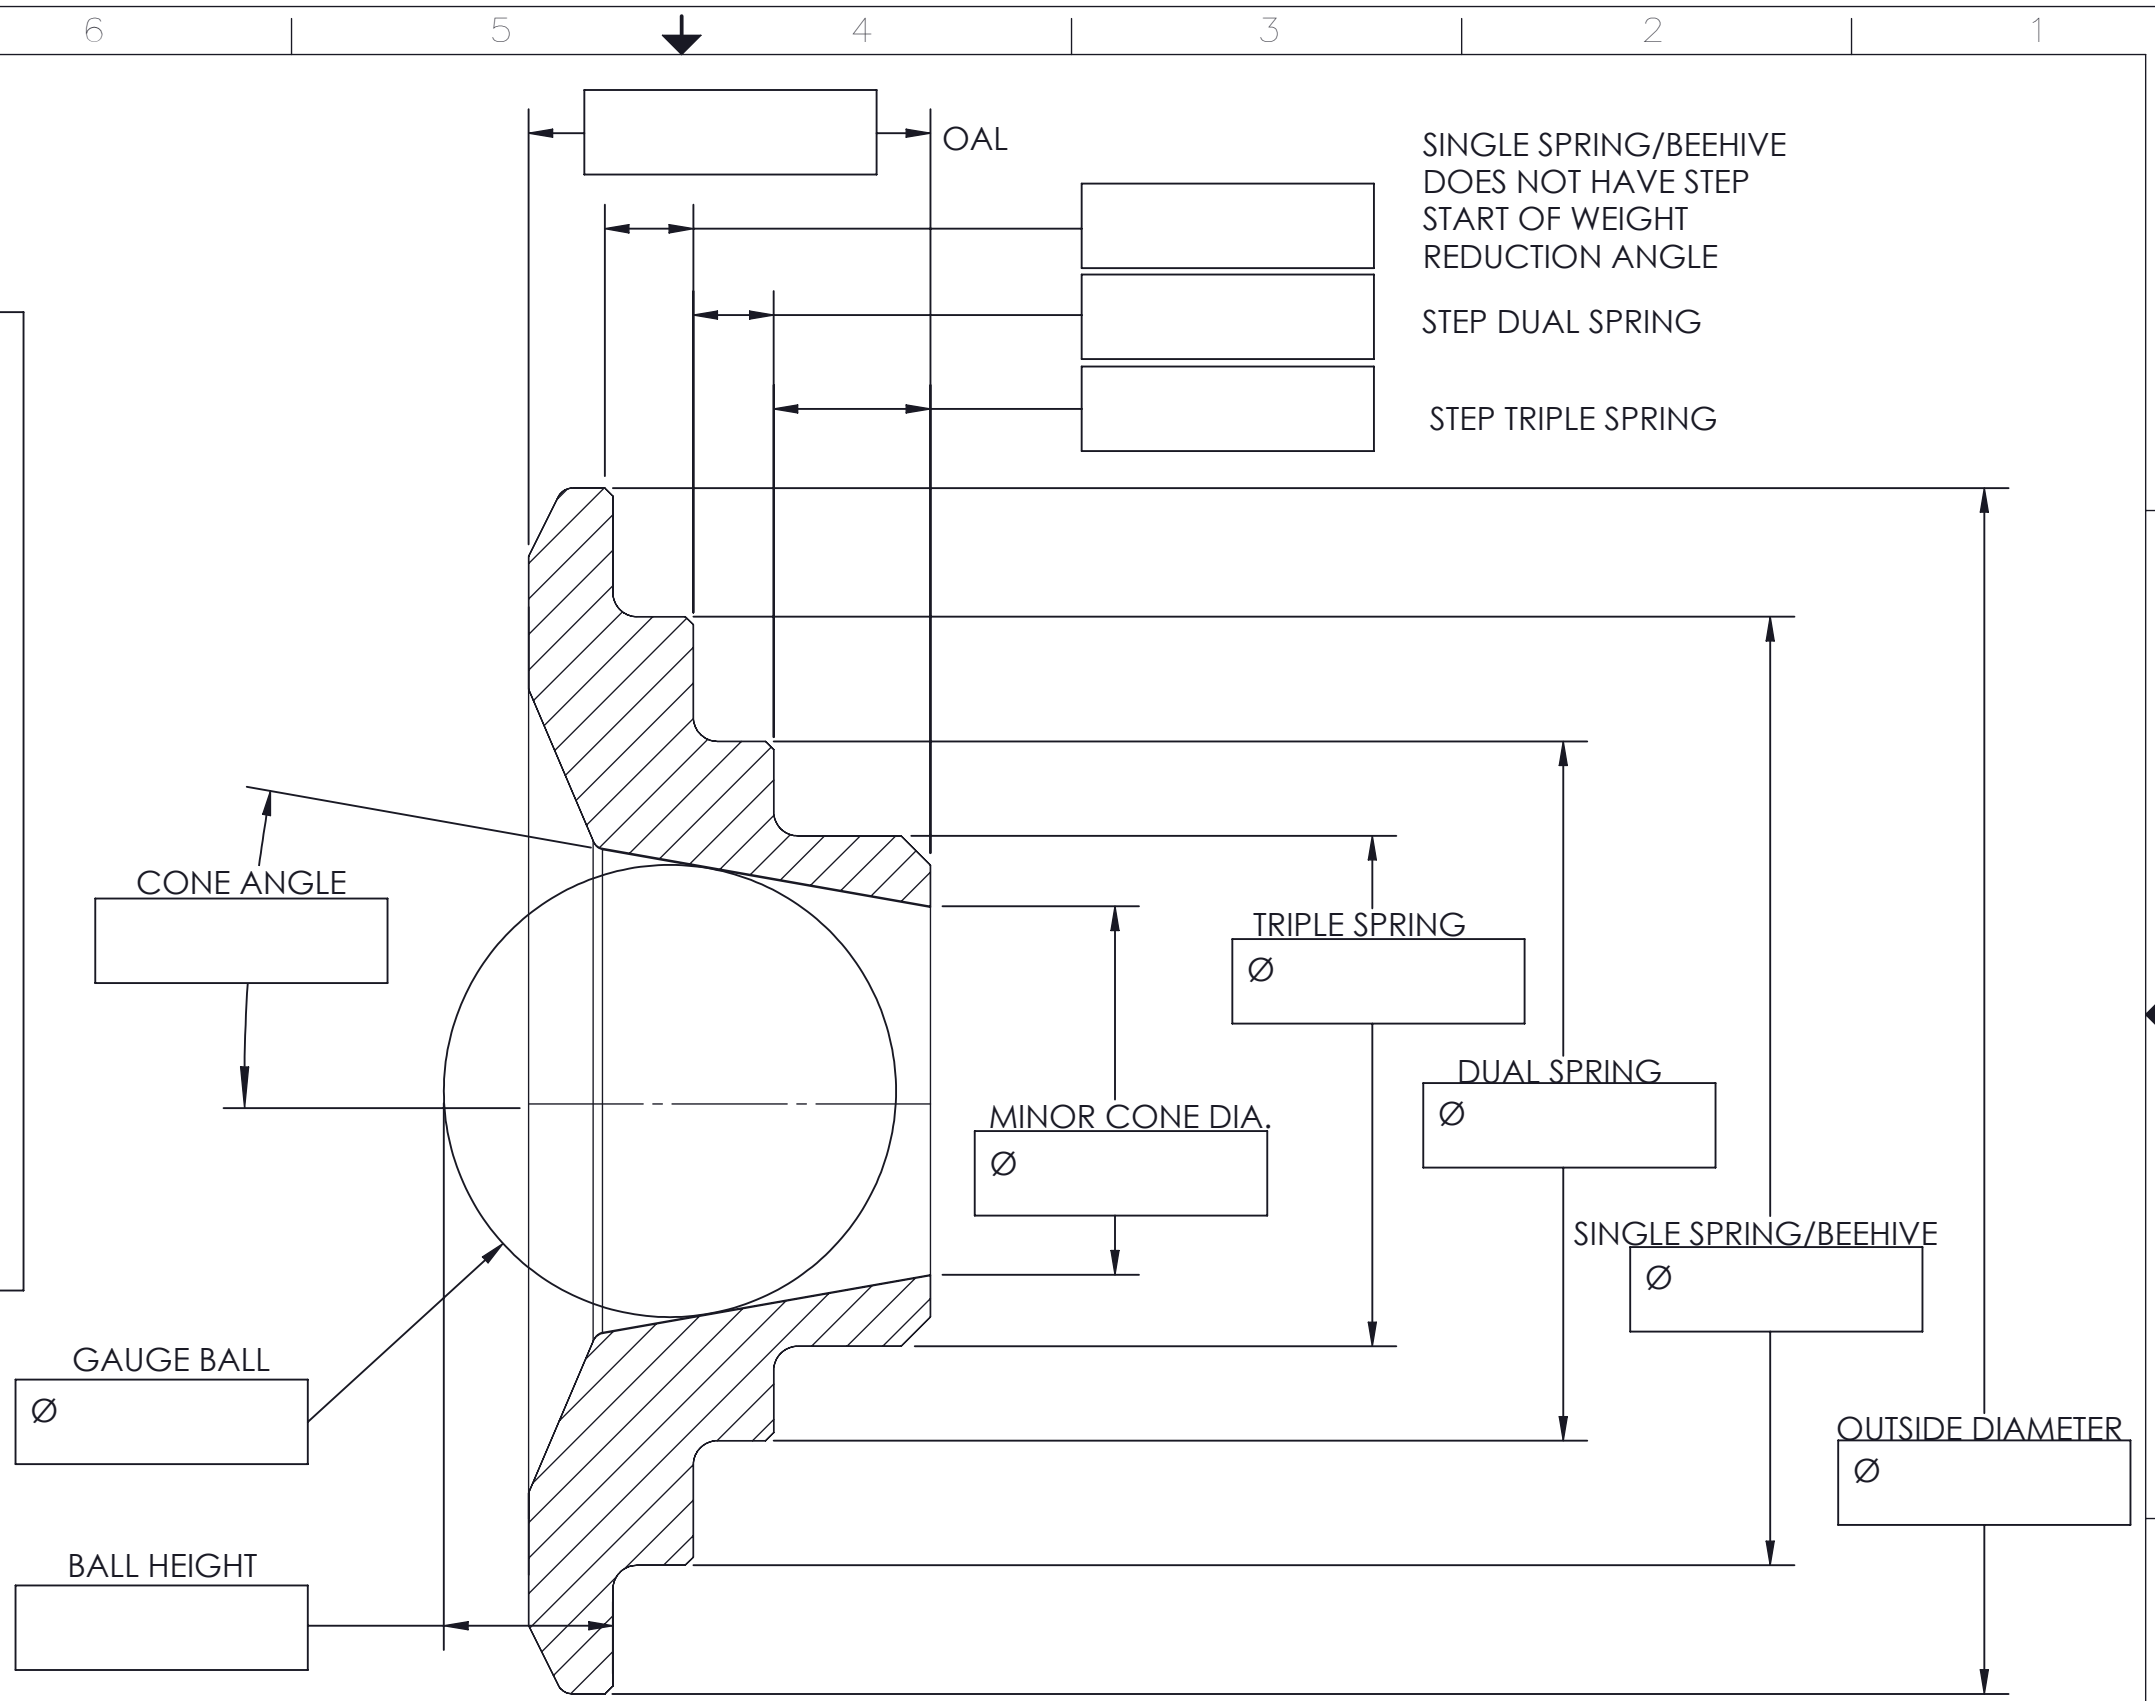 6 5 4 3 2 1
OAL
SINGLE SPRING/BEEHIVE
DOES NOT HAVE STEP
START OF WEIGHT
REDUCTION ANGLE
STEP DUAL SPRING
STEP TRIPLE SPRING
CONE ANGLE
TRIPLE SPRING
Ø
DUAL SPRING
Ø
MINOR CONE DIA.
Ø
SINGLE SPRING/BEEHIVE
Ø
GAUGE BALL
Ø
OUTSIDE DIAMETER
Ø
BALL HEIGHT